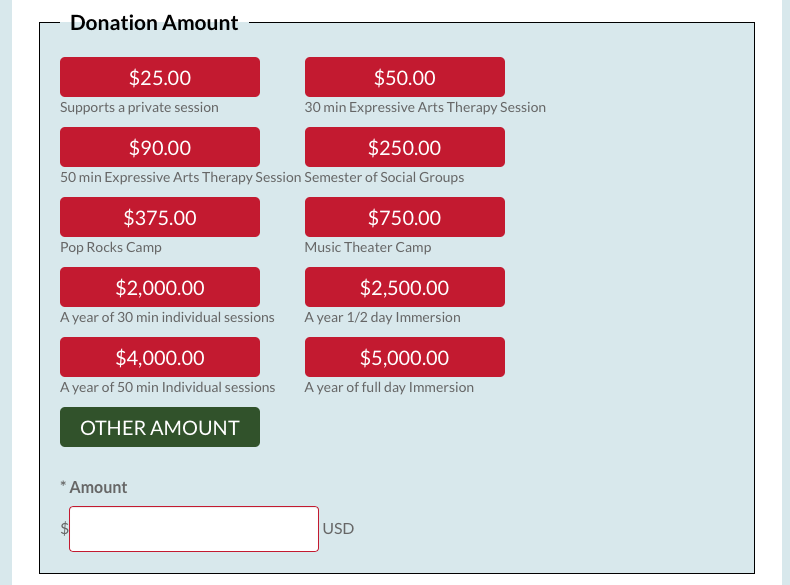 Donation Amount
$25.00 $50.00
Supports a private session 30 min Expressive Arts Therapy Session
$90.00 $250.00
50 min Expressive Arts Therapy Session Semester of Social Groups
$375.00 $750.00
Pop Rocks Camp Music Theater Camp
$2,000.00 $2,500.00
A year of 30 min individual sessions A year 1/2 day Immersion
$4,000.00 $5,000.00
A year of 50 min Individual sessions A year of full day Immersion
OTHER AMOUNT
* Amount
$ USD